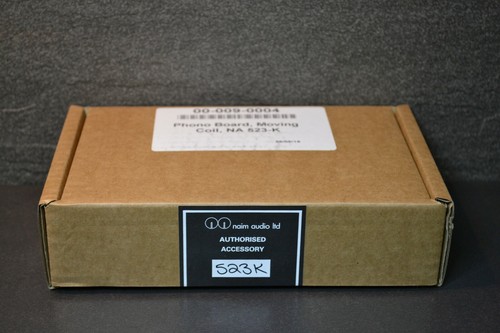 00-009-0004
Phono Board, Moving
Coil, NA 523-K
naim audio ltd
AUTHORISED
ACCESSORY
523K